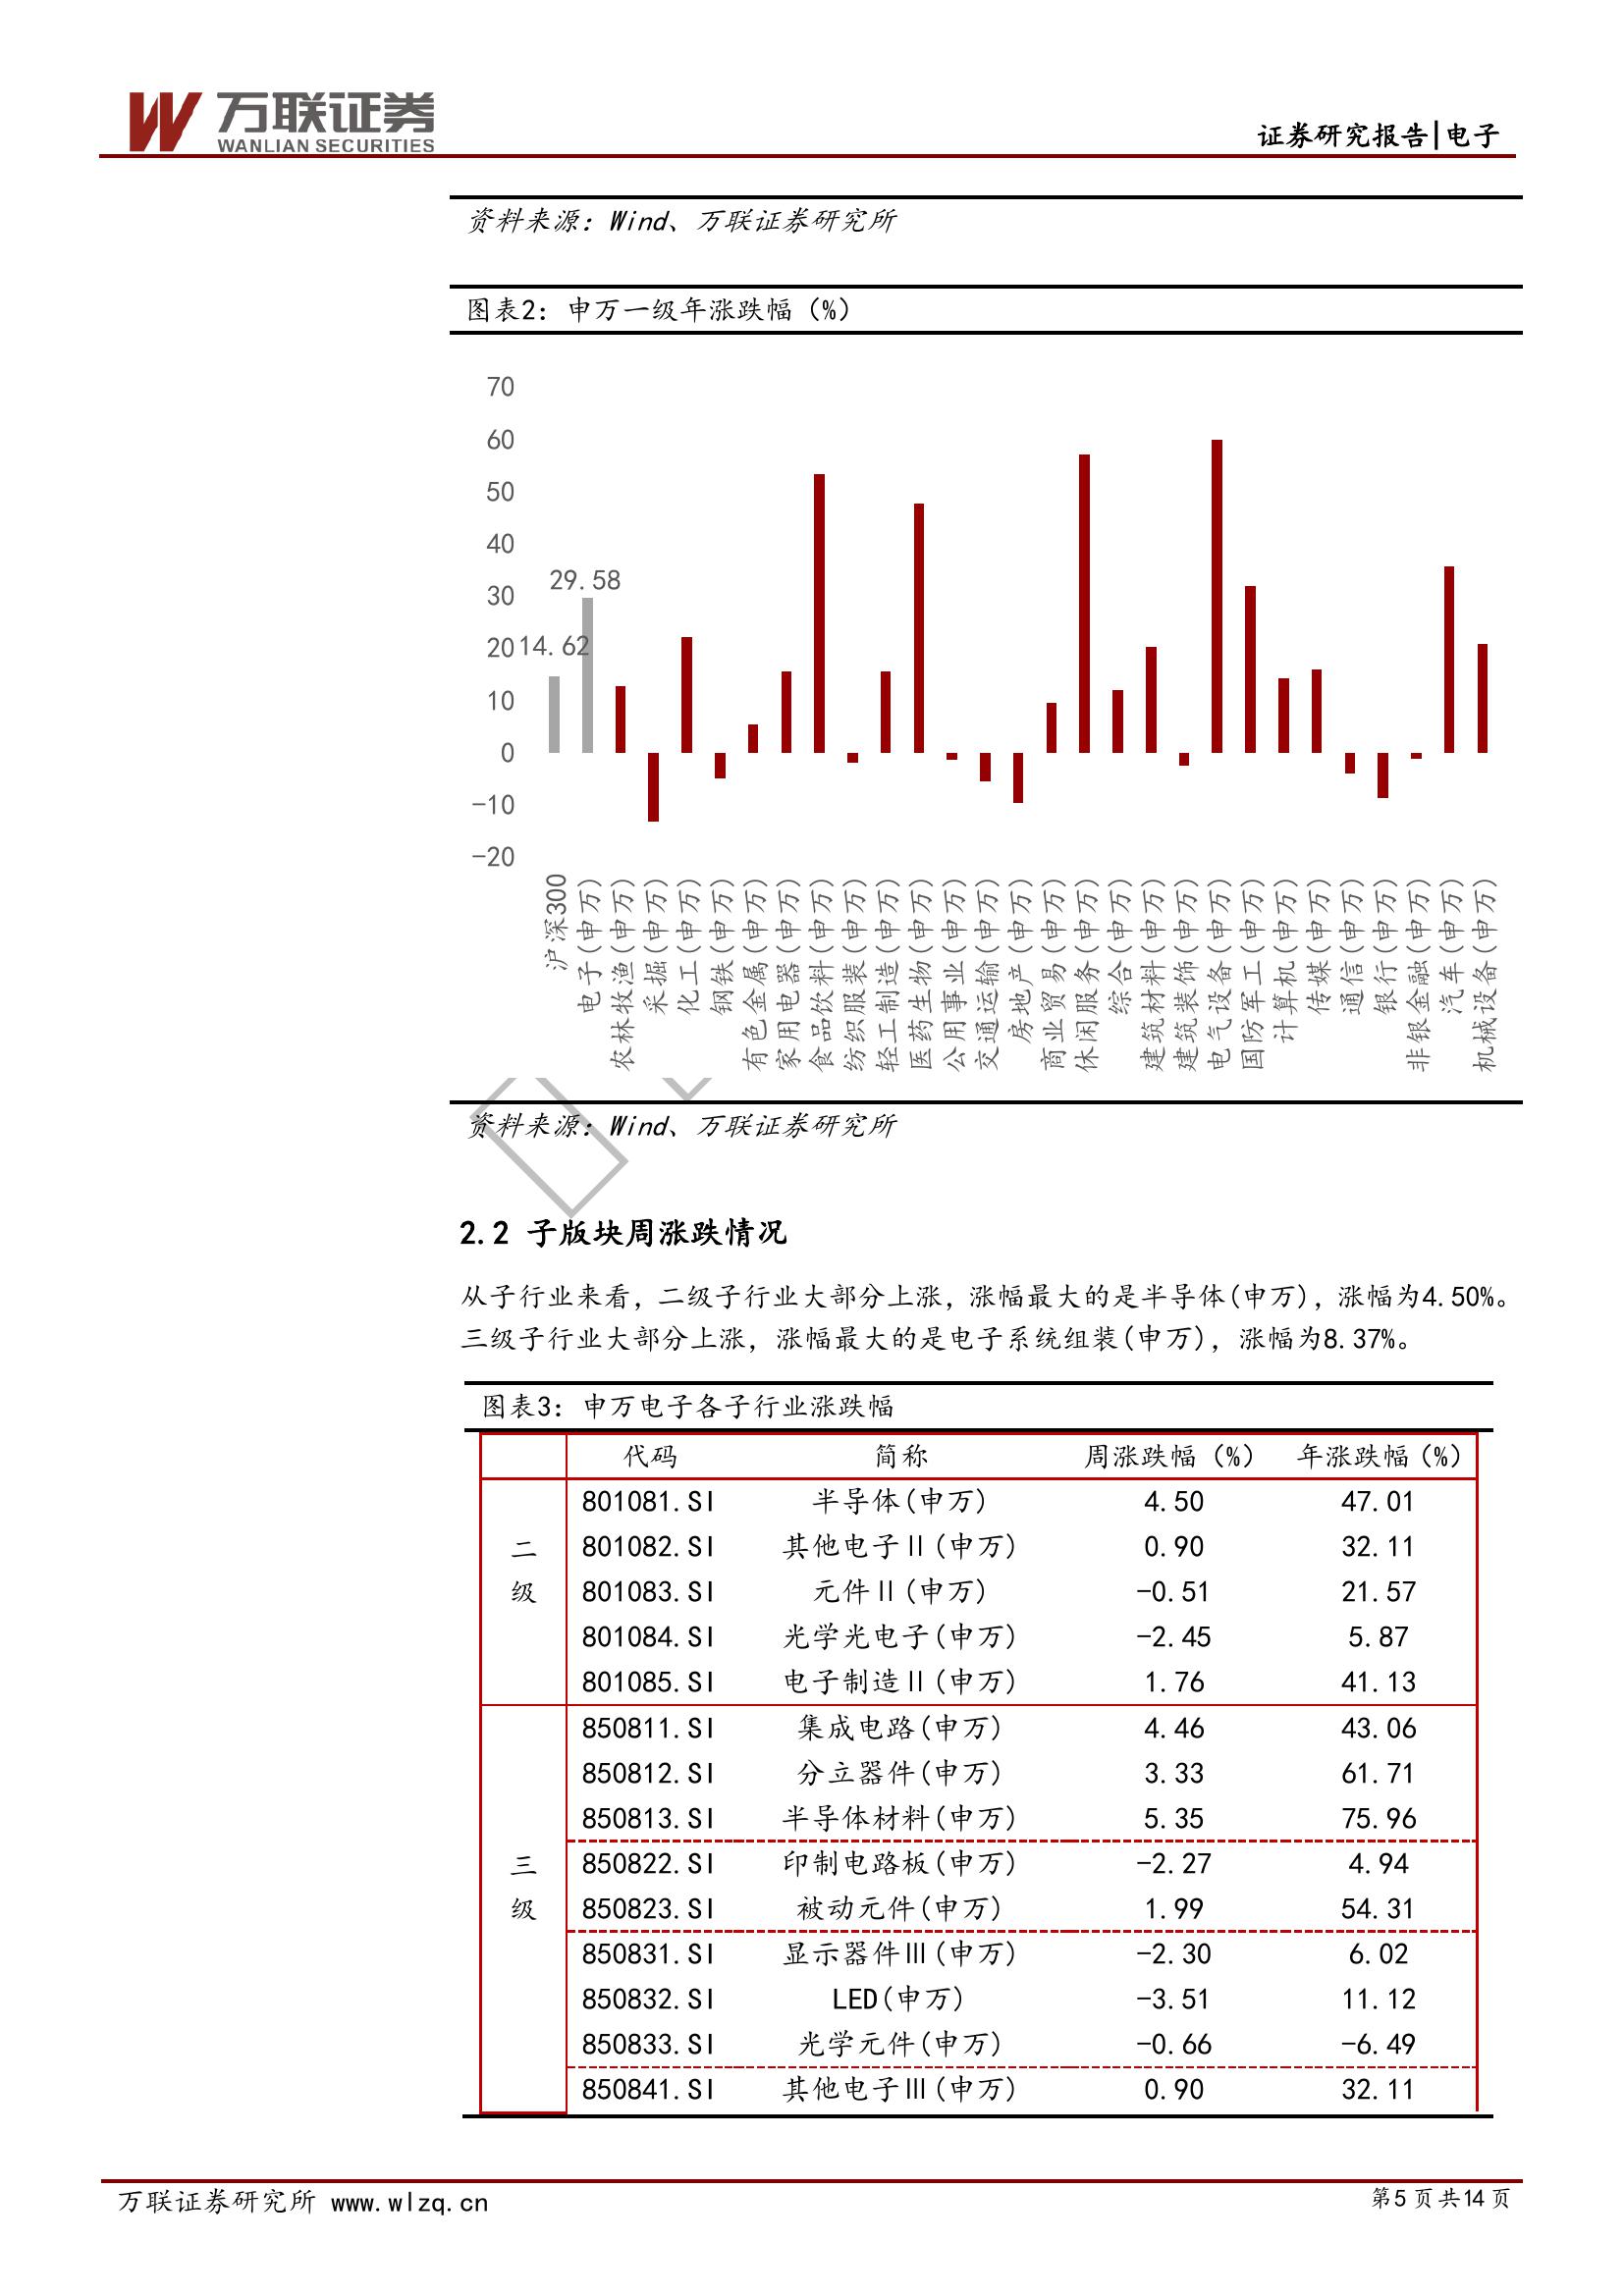 万联证券
WANLIAN SECURITIES
证券研究报告|电子
资料来源：Wind、万联证券研究所
图表2：申万一级年涨跌幅（%）
70
60
50
40
30
20
10
0
-10
-20
14.62
29.58
沪深300
电子(申万)
农林牧渔(申万)
采掘(申万)
化工(申万)
钢铁(申万)
有色金属(申万)
家用电器(申万)
食品饮料(申万)
纺织服装(申万)
轻工制造(申万)
医药生物(申万)
公用事业(申万)
交通运输(申万)
房地产(申万)
商业贸易(申万)
休闲服务(申万)
综合(申万)
建筑材料(申万)
建筑装饰(申万)
电气设备(申万)
国防军工(申万)
计算机(申万)
传媒(申万)
通信(申万)
银行(申万)
非银金融(申万)
汽车(申万)
机械设备(申万)
资料来源：Wind、万联证券研究所
2.2 子版块周涨跌情况
从子行业来看，二级子行业大部分上涨，涨幅最大的是半导体(申万)，涨幅为4.50%。
三级子行业大部分上涨，涨幅最大的是电子系统组装(申万)，涨幅为8.37%。
图表3：申万电子各子行业涨跌幅
代码 简称 周涨跌幅（%） 年涨跌幅（%）
二级
801081.SI 半导体(申万) 4.50 47.01
801082.SI 其他电子Ⅱ(申万) 0.90 32.11
801083.SI 元件Ⅱ(申万) -0.51 21.57
801084.SI 光学光电子(申万) -2.45 5.87
801085.SI 电子制造Ⅱ(申万) 1.76 41.13
三级
850811.SI 集成电路(申万) 4.46 43.06
850812.SI 分立器件(申万) 3.33 61.71
850813.SI 半导体材料(申万) 5.35 75.96
850822.SI 印制电路板(申万) -2.27 4.94
850823.SI 被动元件(申万) 1.99 54.31
850831.SI 显示器件Ⅲ(申万) -2.30 6.02
850832.SI LED(申万) -3.51 11.12
850833.SI 光学元件(申万) -0.66 -6.49
850841.SI 其他电子Ⅲ(申万) 0.90 32.11
万联证券研究所 www.wlzq.cn
第5页共14页